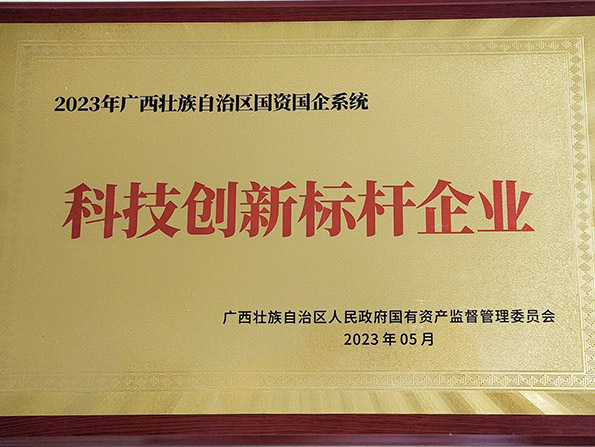 2023年广西壮族自治区国资国企系统
科技创新标杆企业
广西壮族自治区人民政府国有资产监督管理委员会
2023年05月